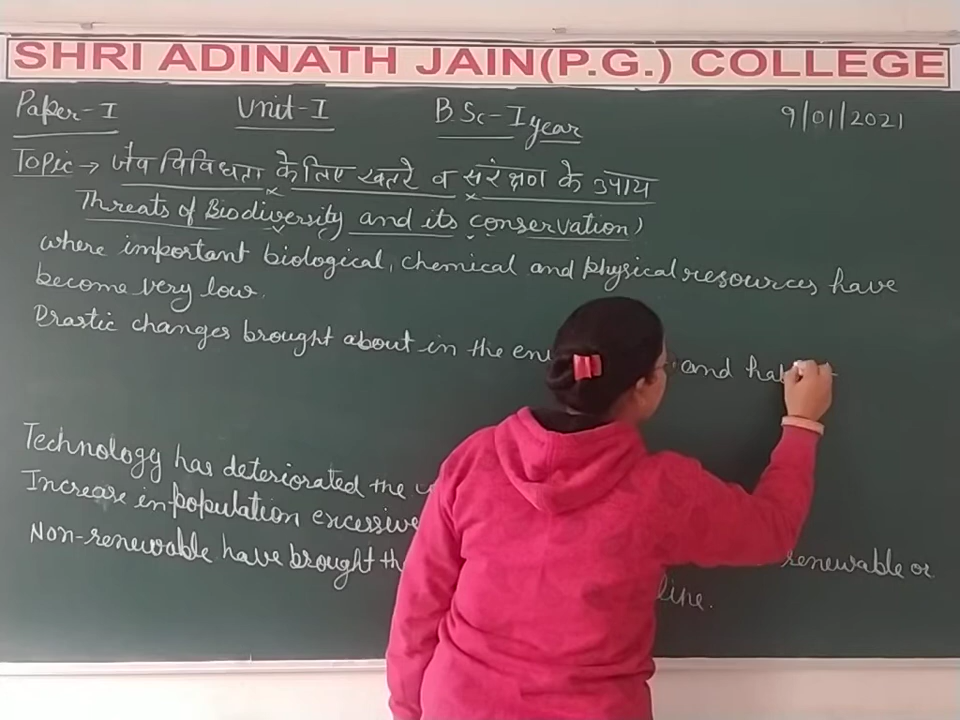 SHRI ADINATH JAIN(P.G.) COLLEGE
Paper-I Unit-I B.Sc-I year 9/01/2021
Topic → जैव विविधता के लिए खतरे व संरक्षण के उपाय
Threats of Biodiversity and its conservation)
where important biological, chemical and physical resources have
become very low.
Drastic changes brought about in the and
Technology has deteriorated the
Increase in population excessive
Non-renewable have brought renewable or
line.